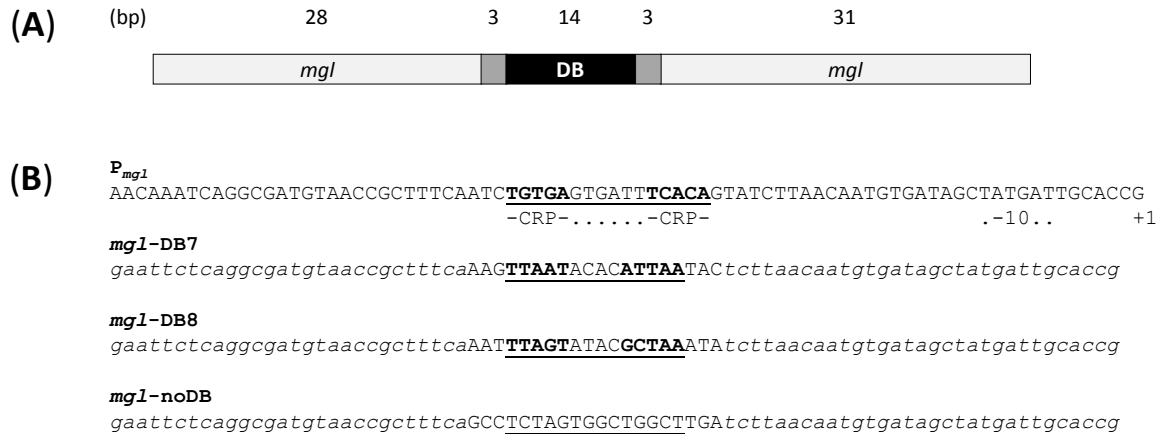 (A) (bp) 28 3 14 3 31
mgl DB mgl
(B) Pmgl
AACAAATCAGGCGATGTAACCGCTTTCAATCTGTGAGTGATTTCACAGTATCTTAACAATGTGATAGCTATGATTGCACCG
-CRP-......-CRP- .-10.. +1
mgl-DB7
gaattctcaggcgatgtaaccgctttcaAAGTTAATACACATTAATACtcttaacaatgtgatagctatgattgcaccg
mgl-DB8
gaattctcaggcgatgtaaccgctttcaAATTTAGTATACGCTAAATAtcttaacaatgtgatagctatgattgcaccg
mgl-noDB
gaattctcaggcgatgtaaccgctttcaGCCTCTAGTGGCTGGCTTGAtcttaacaatgtgatagctatgattgcaccg